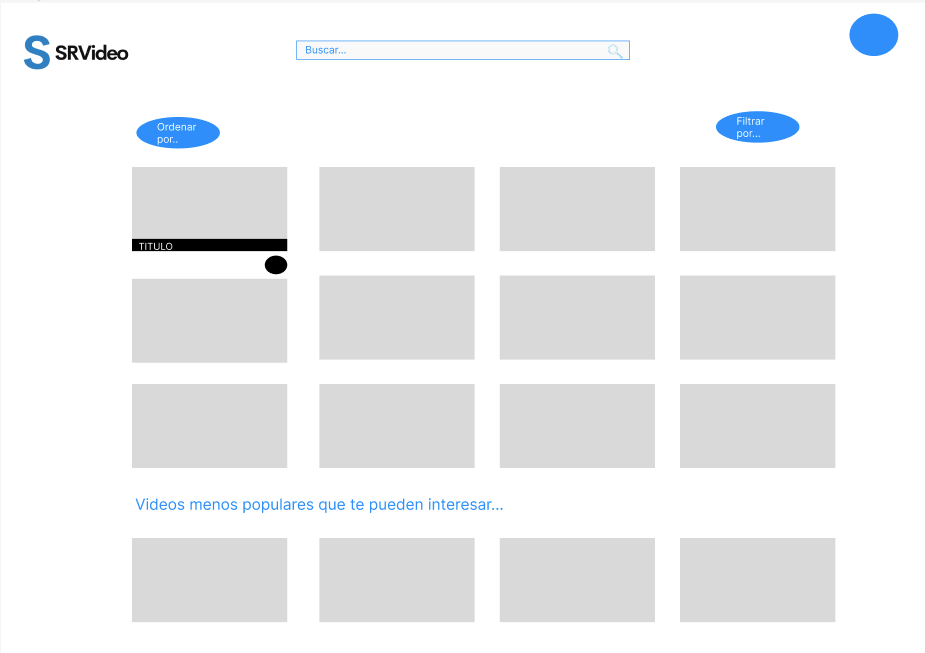 SRVideo
Buscar...
Ordenar
por..
Filtrar
por...
TITULO
Videos menos populares que te pueden interesar...